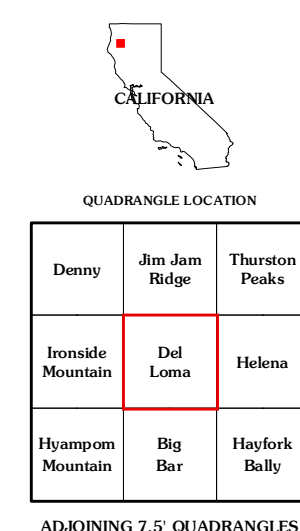 CALIFORNIA
QUADRANGLE LOCATION
Denny
Jim Jam
Ridge
Thurston
Peaks
Ironside
Mountain
Del
Loma
Helena
Hyampom
Mountain
Big
Bar
Hayfork
Bally
ADJOINING 7.5' QUADRANGLES